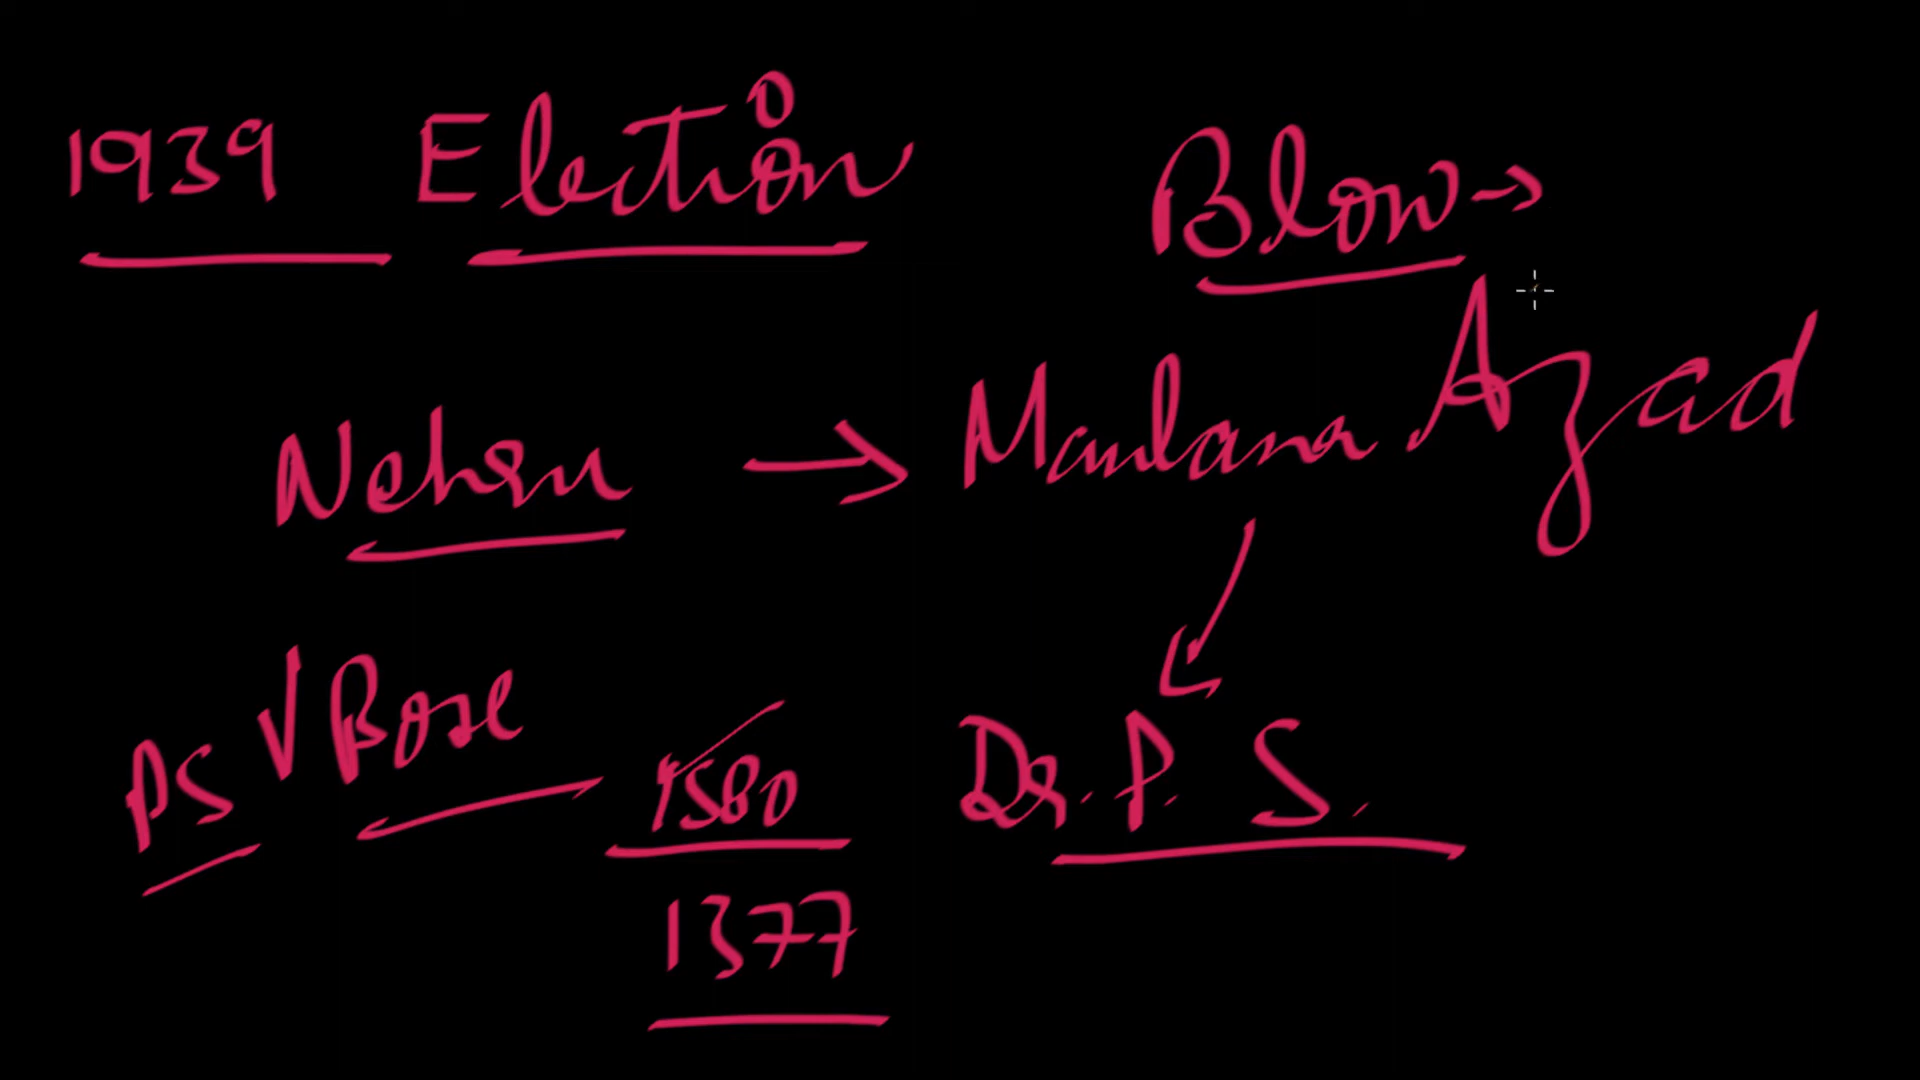 1939 Election Blow →
Nehru → Maulana Azad
PS √ Bose 1580 Dr. P. S.
1377